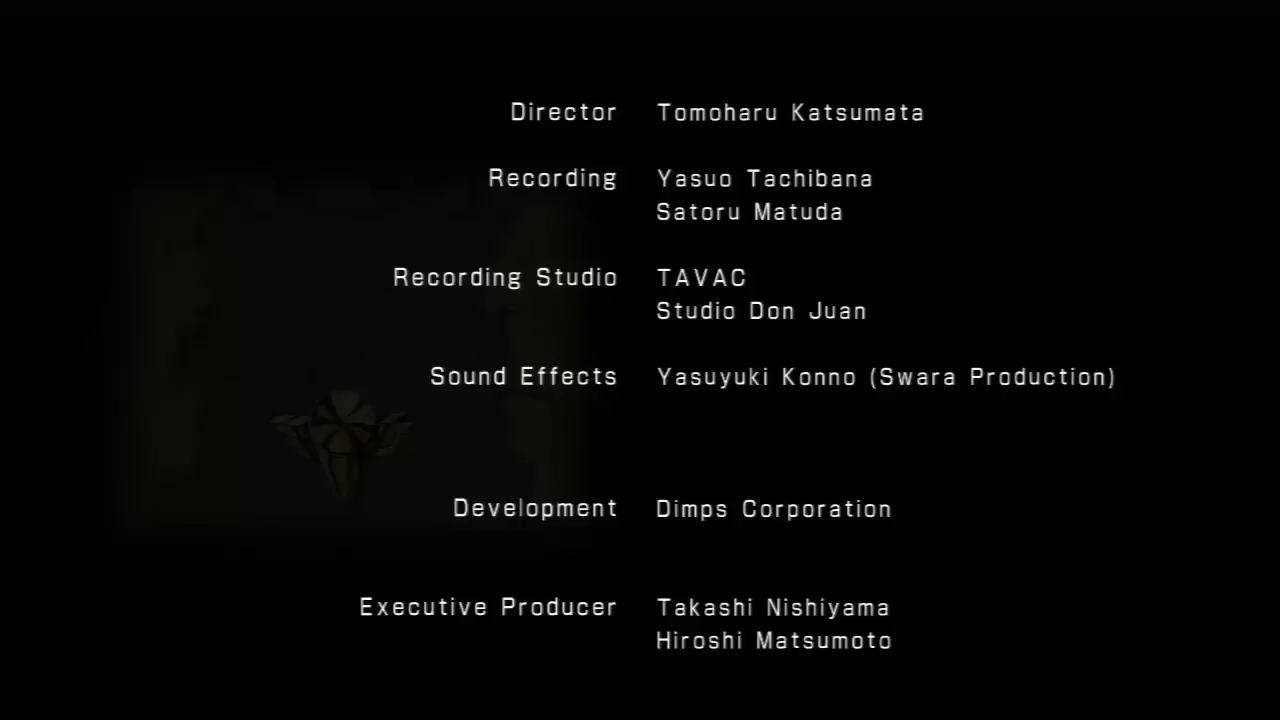 Director Tomoharu Katsumata
Recording Yasuo Tachibana
Satoru Matuda
Recording Studio TAVAC
Studio Don Juan
Sound Effects Yasuyuki Konno (Swara Production)
Development Dimps Corporation
Executive Producer Takashi Nishiyama
Hiroshi Matsumoto